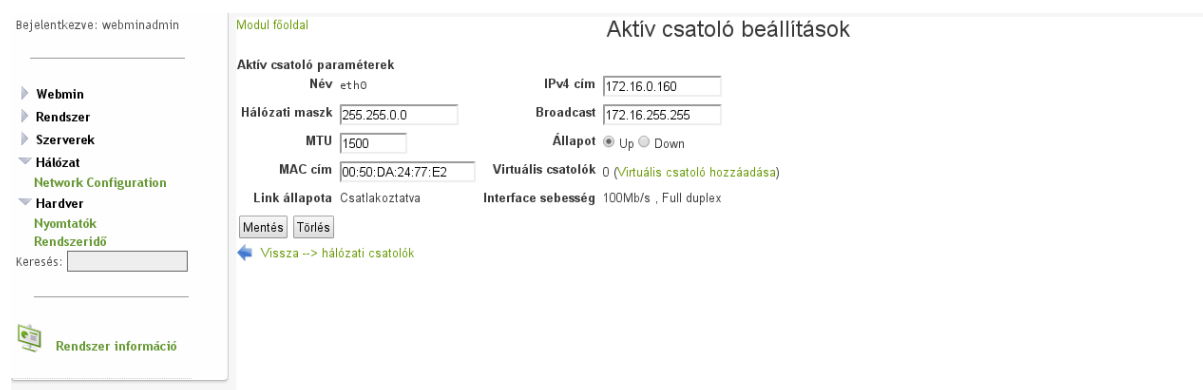 Bejelentkezve: webminadmin
Webmin
Rendszer
Szerverek
Hálózat
Network Configuration
Hardver
Nyomtatók
Rendszeridő
Keresés:
Rendszer információ
Modul főoldal
Aktív csatoló beállítások
Aktív csatoló paraméterek
Név eth0 IPv4 cím 172.16.0.160
Hálózati maszk 255.255.0.0 Broadcast 172.16.255.255
MTU 1500 Állapot Up Down
MAC cím 00:50:DA:24:77:E2 Virtuális csatolók 0 (Virtuális csatoló hozzáadása)
Link állapota Csatlakoztatva Interface sebesség 100Mb/s , Full duplex
Mentés Törlés
Vissza --> hálózati csatolók